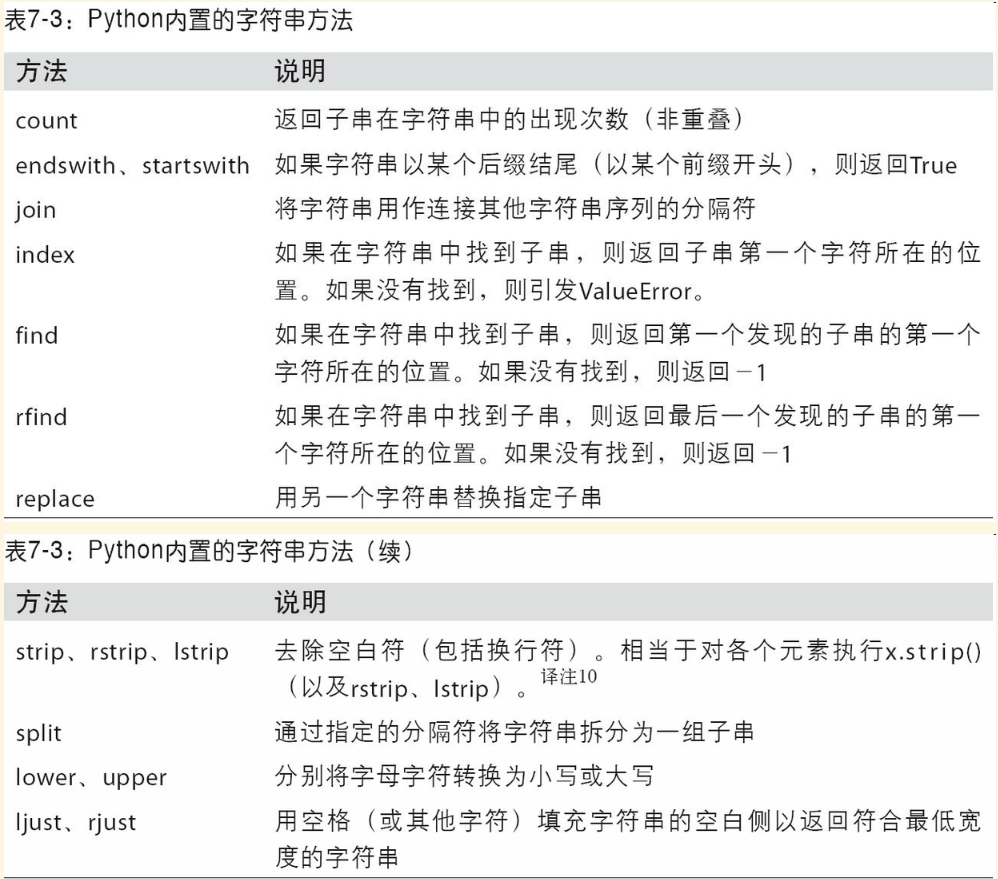 表7-3：Python内置的字符串方法
方法 说明
count 返回子串在字符串中的出现次数（非重叠）
endswith、startswith 如果字符串以某个后缀结尾（以某个前缀开头），则返回True
join 将字符串用作连接其他字符串序列的分隔符
index 如果在字符串中找到子串，则返回子串第一个字符所在的位
置。如果没有找到，则引发ValueError。
find 如果在字符串中找到子串，则返回第一个发现的子串的第一个
字符所在的位置。如果没有找到，则返回－1
rfind 如果在字符串中找到子串，则返回最后一个发现的子串的第一
个字符所在的位置。如果没有找到，则返回－1
replace 用另一个字符串替换指定子串
表7-3：Python内置的字符串方法（续）
方法 说明
strip、rstrip、lstrip 去除空白符（包括换行符）。相当于对各个元素执行x.strip()
（以及rstrip、lstrip）。译注10
split 通过指定的分隔符将字符串拆分为一组子串
lower、upper 分别将字母字符转换为小写或大写
ljust、rjust 用空格（或其他字符）填充字符串的空白侧以返回符合最低宽
度的字符串